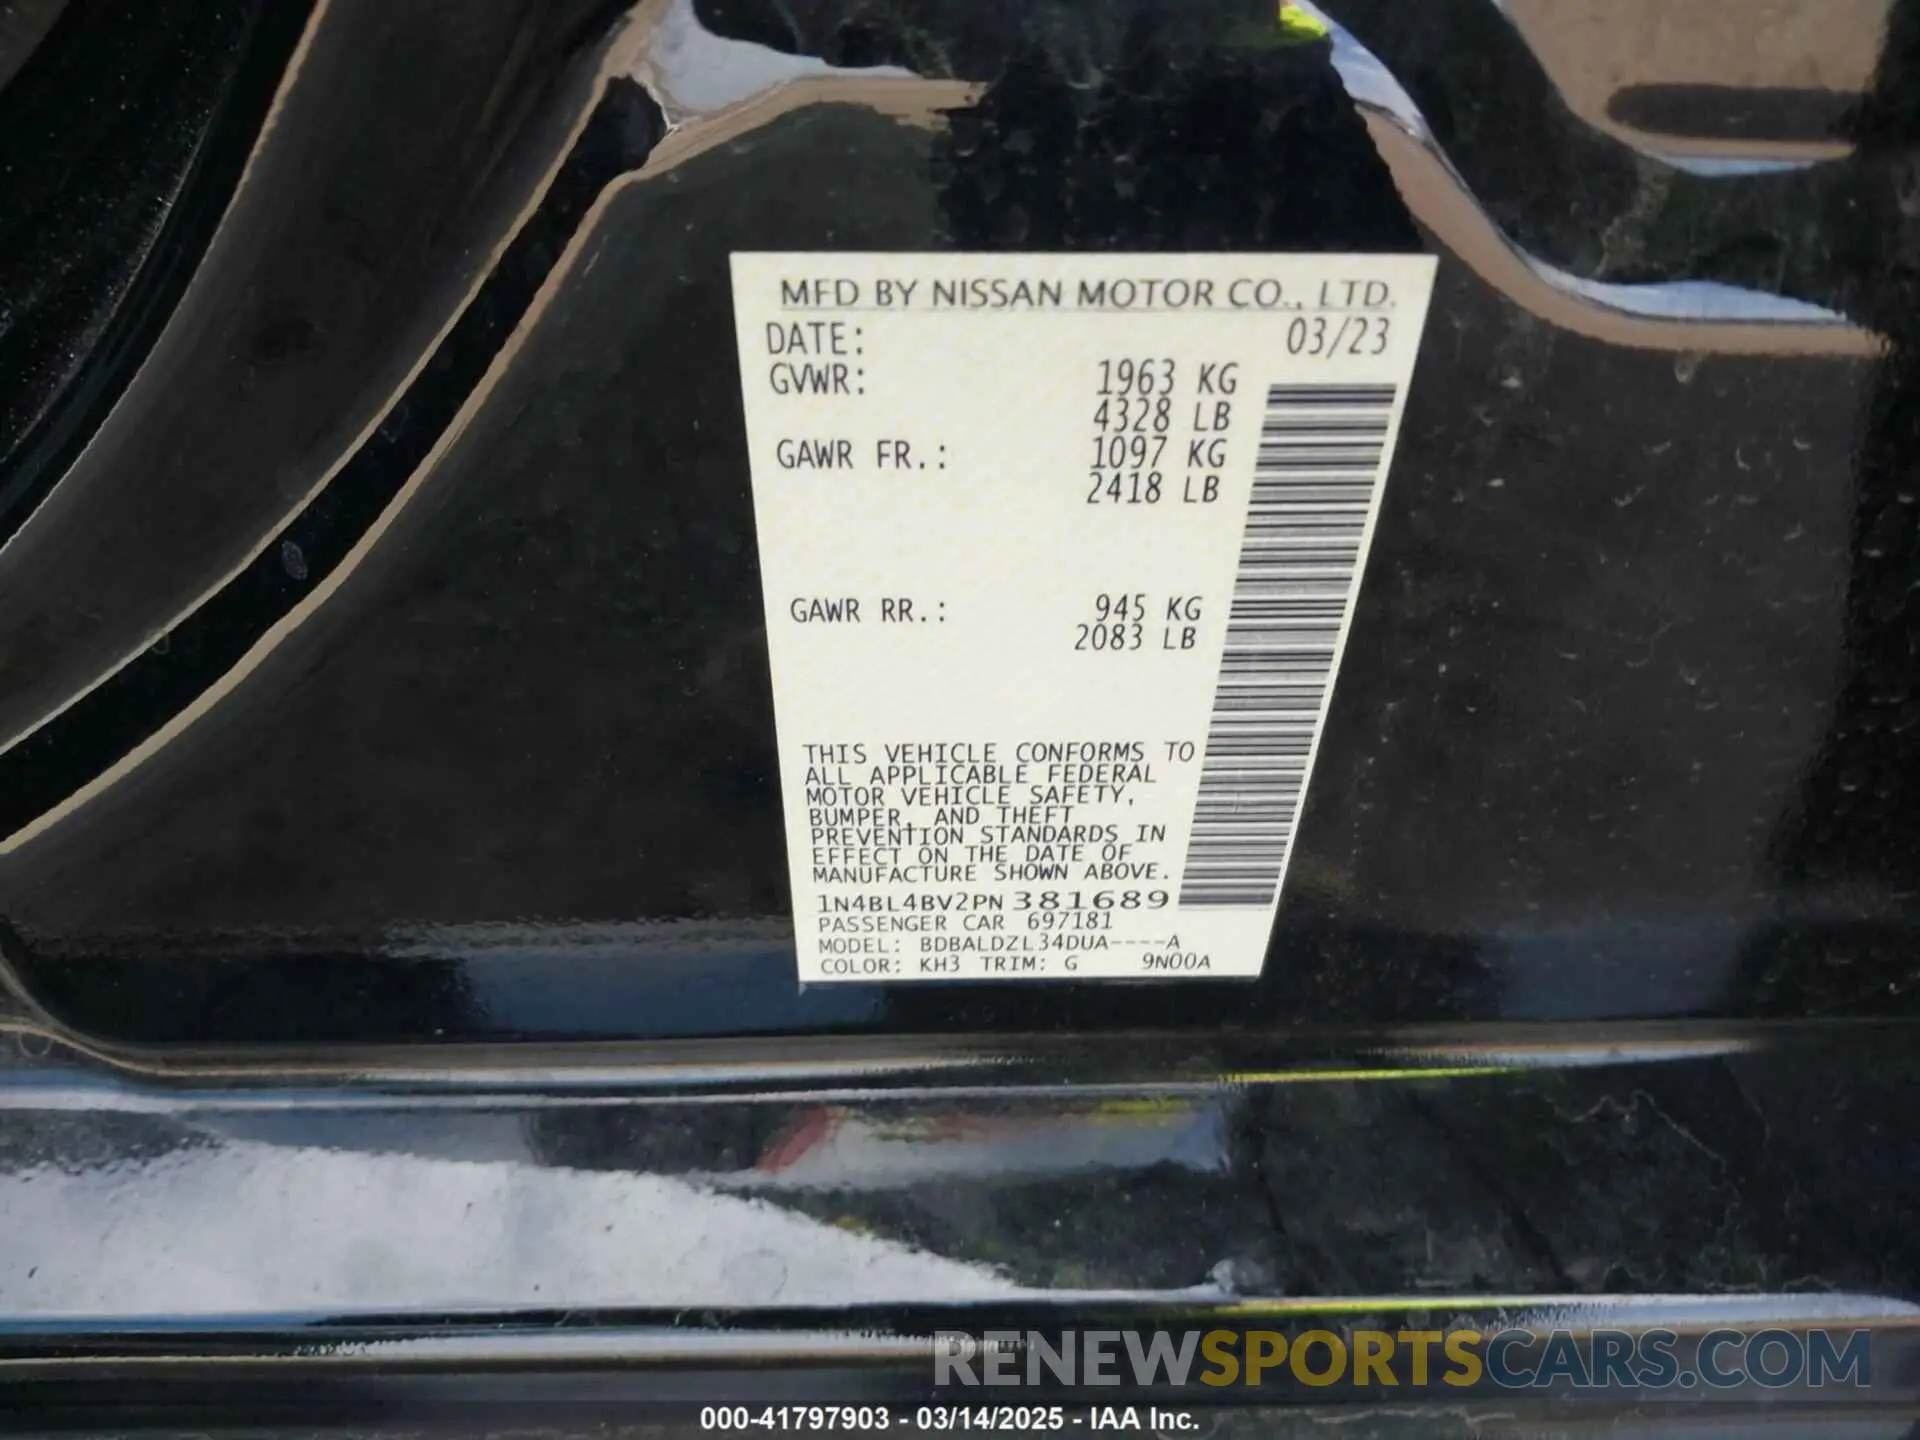 MFD BY NISSAN MOTOR CO., LTD.
DATE: 03/23
GVWR: 1963 KG
4328 LB
GAWR FR.: 1097 KG
2418 LB
GAWR RR.: 945 KG
2083 LB
THIS VEHICLE CONFORMS TO
ALL APPLICABLE FEDERAL
MOTOR VEHICLE SAFETY,
BUMPER, AND THEFT
PREVENTION STANDARDS IN
EFFECT ON THE DATE OF
MANUFACTURE SHOWN ABOVE.
1N4BL4BV2PN381689
PASSENGER CAR 697181
MODEL: BDBALDZL34DUA----A
COLOR: KH3 TRIM: G 9N00A
RENEWSPORTSCARS.COM
000-41797903 - 03/14/2025 - IAA Inc.